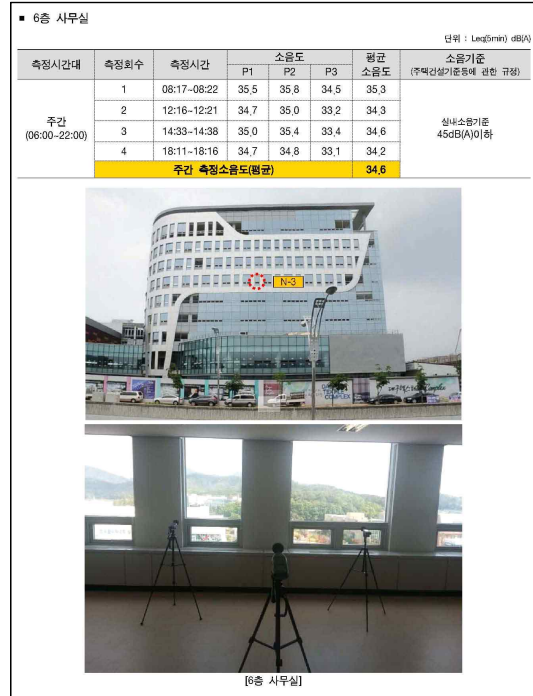 ▪ 6층 사무실
단위 : Leq(5min) dB(A)
측정시간대 측정회수 측정시간 소음도 평균 소음도 소음기준
(주택건설기준등에 관한 규정)
P1 P2 P3
주간
(06:00~22:00)
1 08:17~08:22 35.5 35.8 34.5 35.3
2 12:16~12:21 34.7 35.0 33.2 34.3
3 14:33~14:38 35.0 35.4 33.4 34.6
4 18:11~18:16 34.7 34.8 33.1 34.2
실내소음기준
45dB(A)이하
주간 측정소음도(평균) 34.6
N-3
COMPLEX
[6층 사무실]